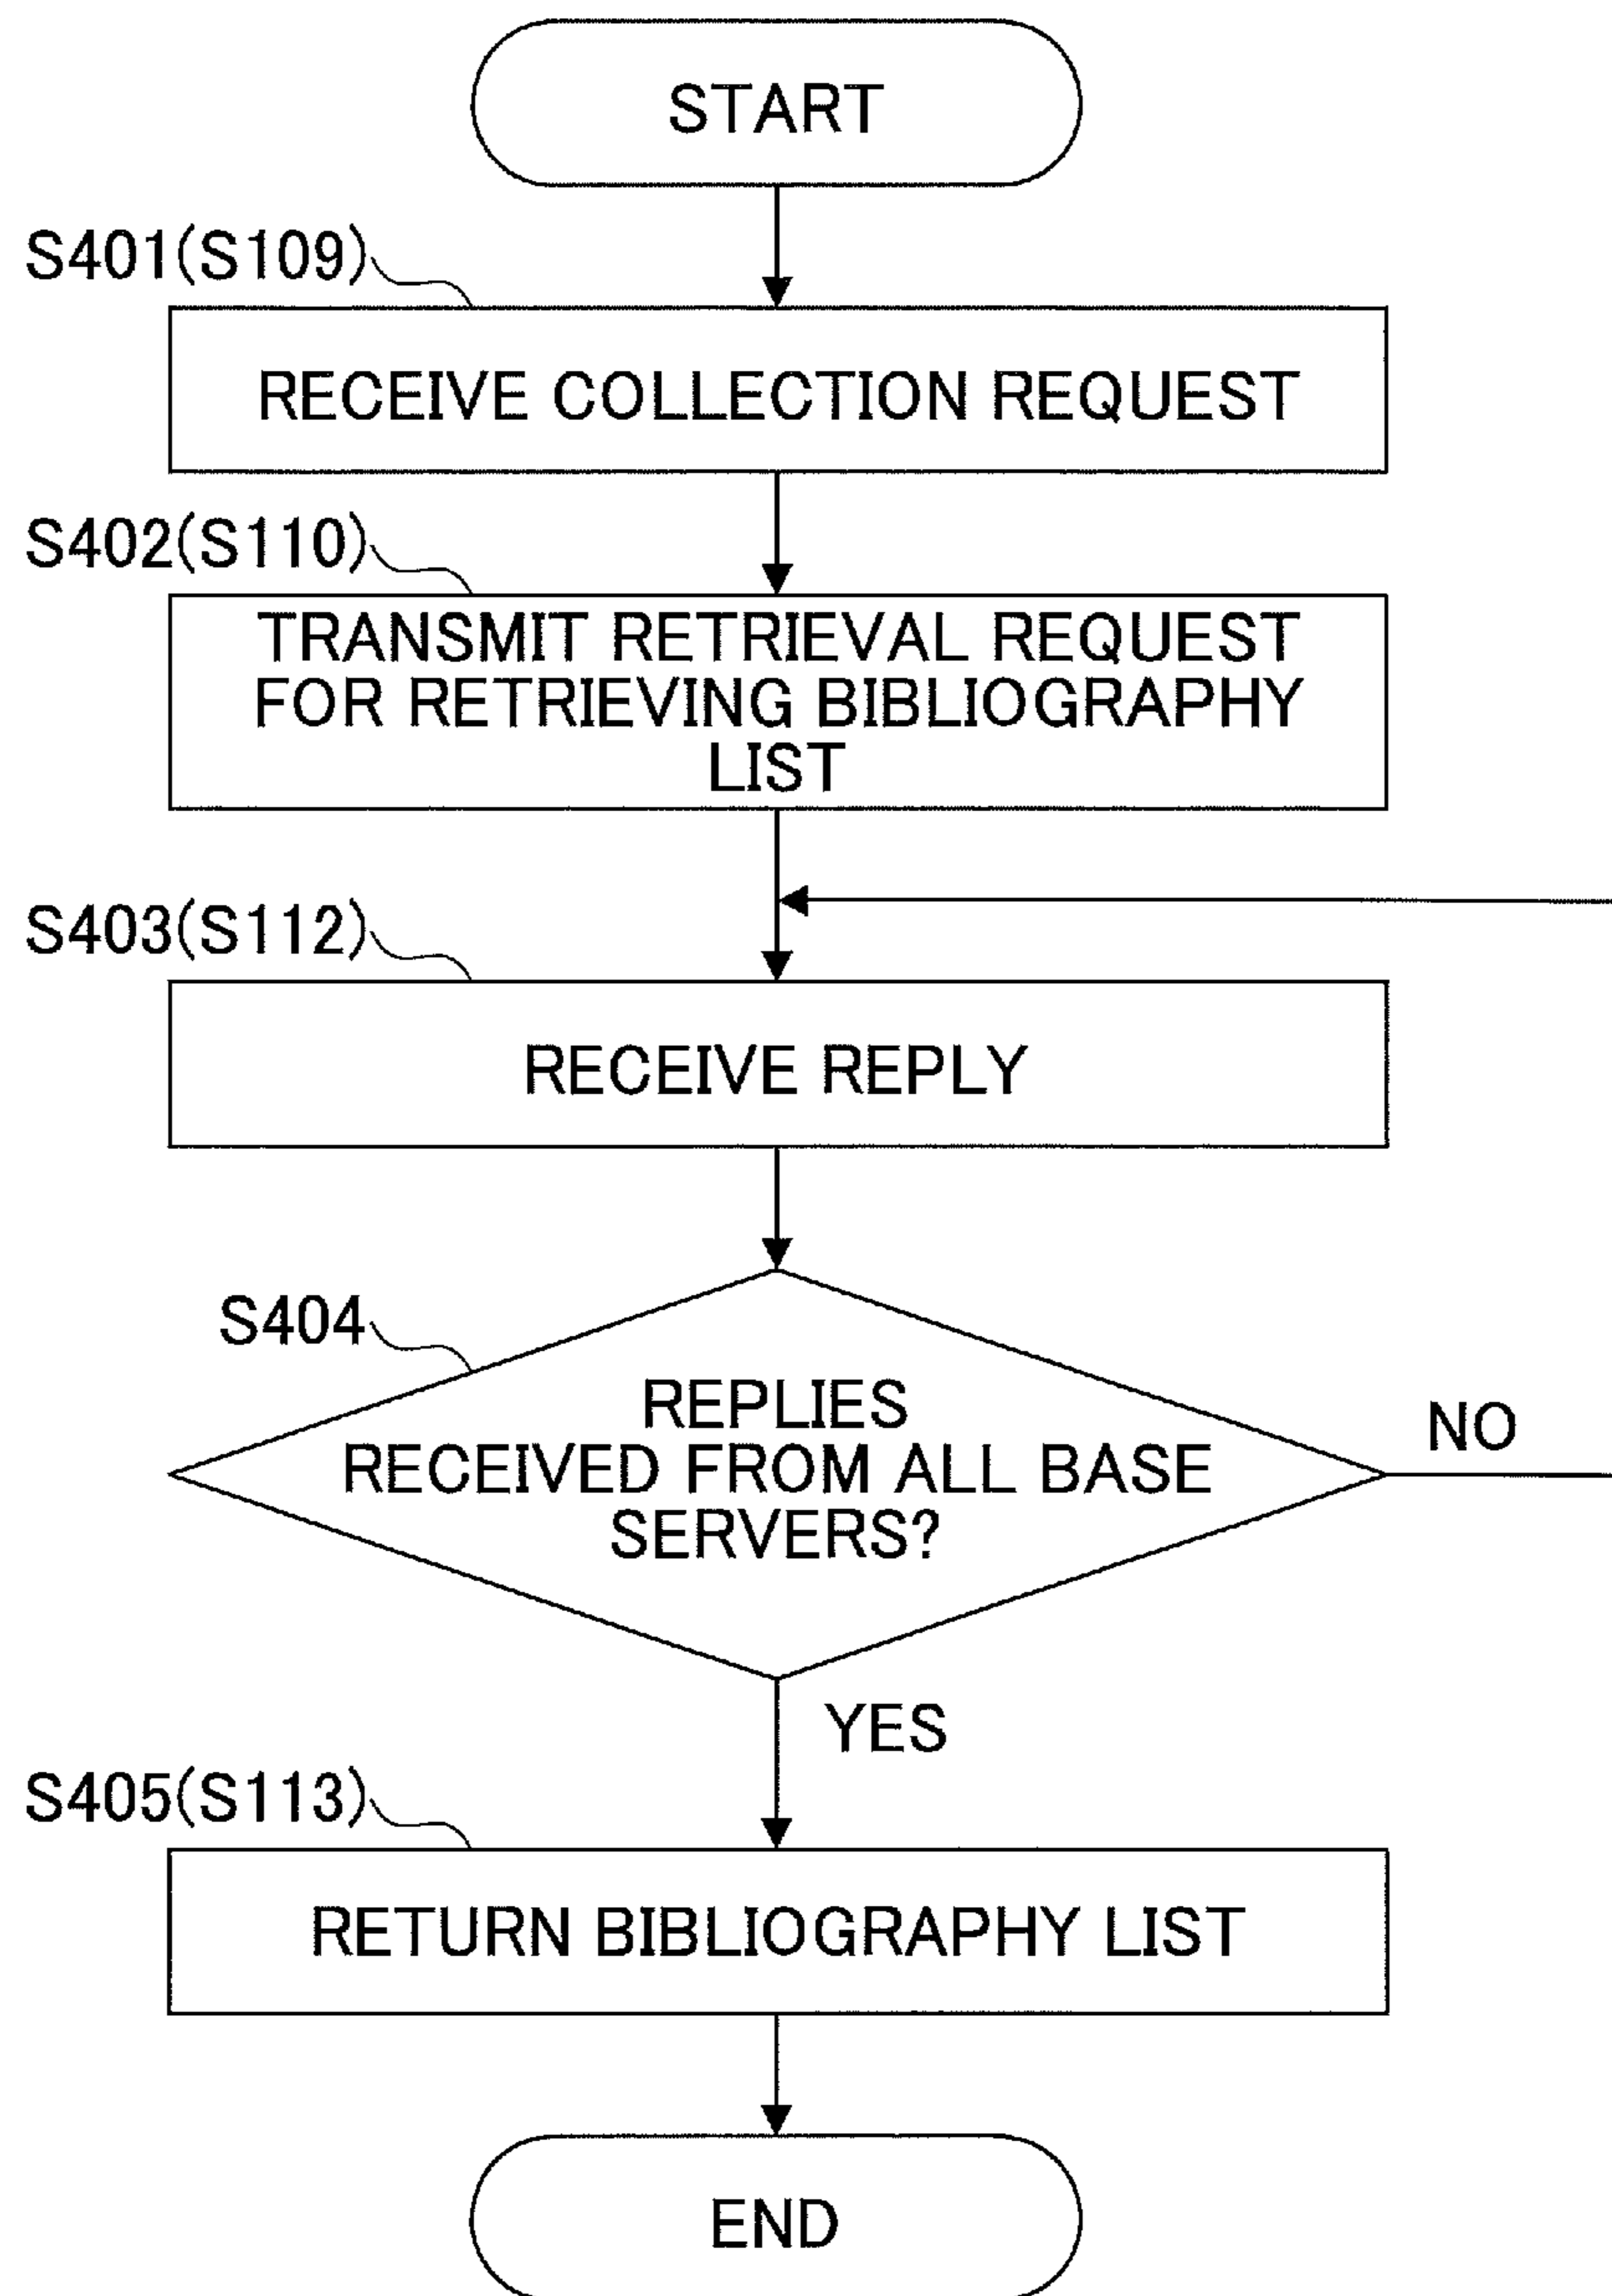 START
S401(S109)
RECEIVE COLLECTION REQUEST
S402(S110)
TRANSMIT RETRIEVAL REQUEST
FOR RETRIEVING BIBLIOGRAPHY
LIST
S403(S112)
RECEIVE REPLY
S404
REPLIES
RECEIVED FROM ALL BASE
SERVERS?
NO
YES
S405(S113)
RETURN BIBLIOGRAPHY LIST
END